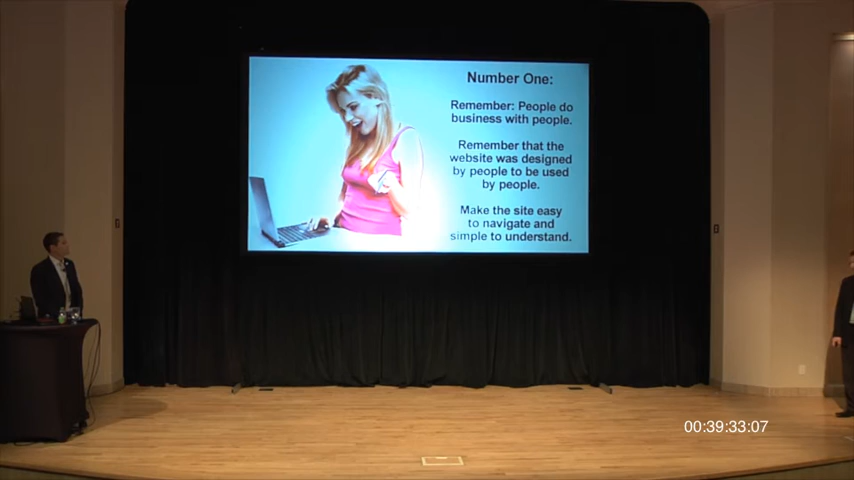 Number One:
Remember: People do
business with people.
Remember that the
website was designed
by people to be used
by people.
Make the site easy
to navigate and
simple to understand.
00:39:33:07